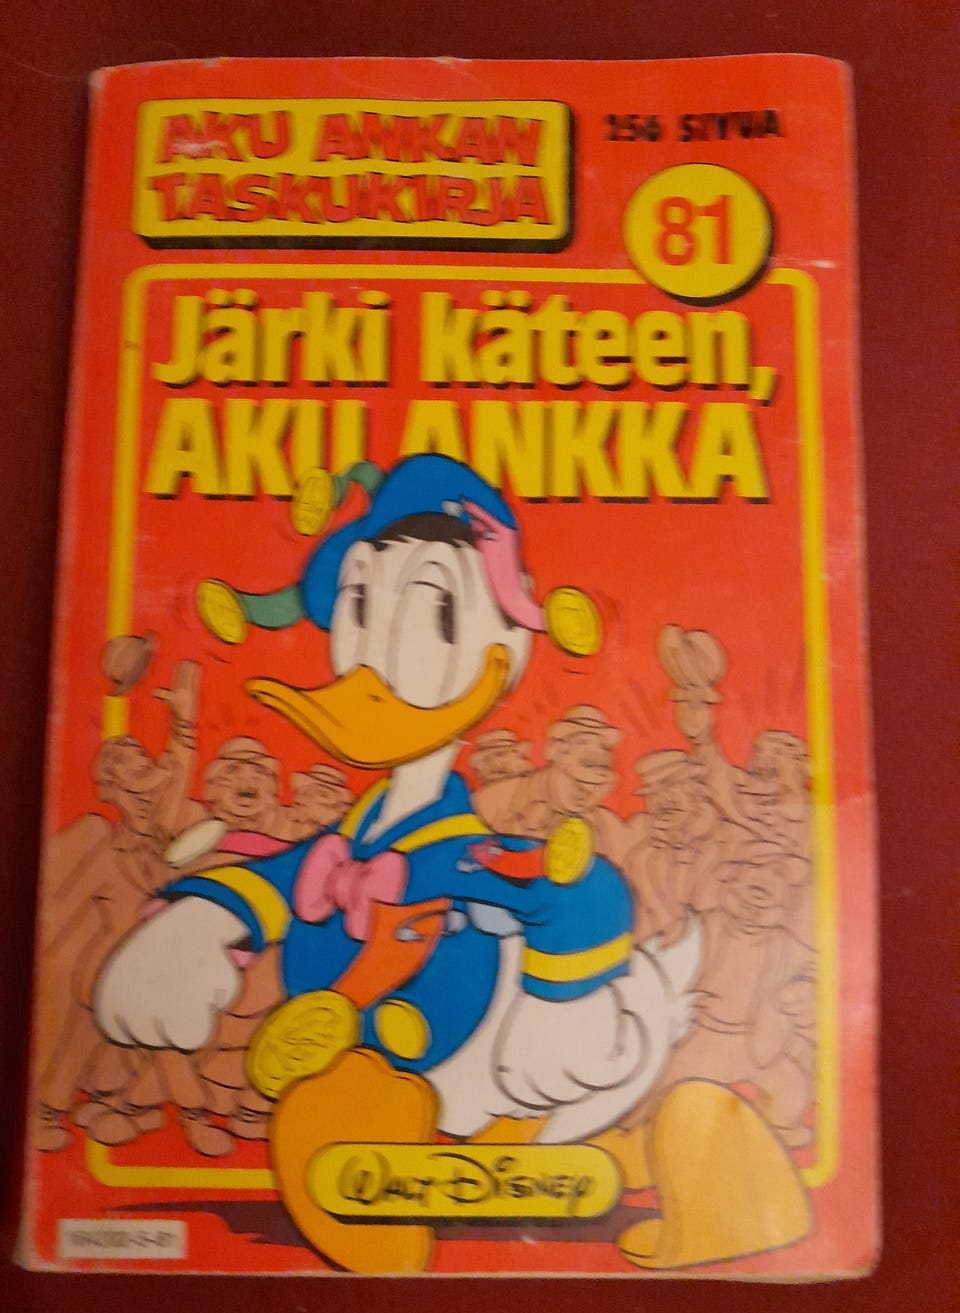 AKU ANKAN
TASKUKIRJA
256 SIVUA
81
Järki käteen,
AKU ANKKA
WALT DISNEY